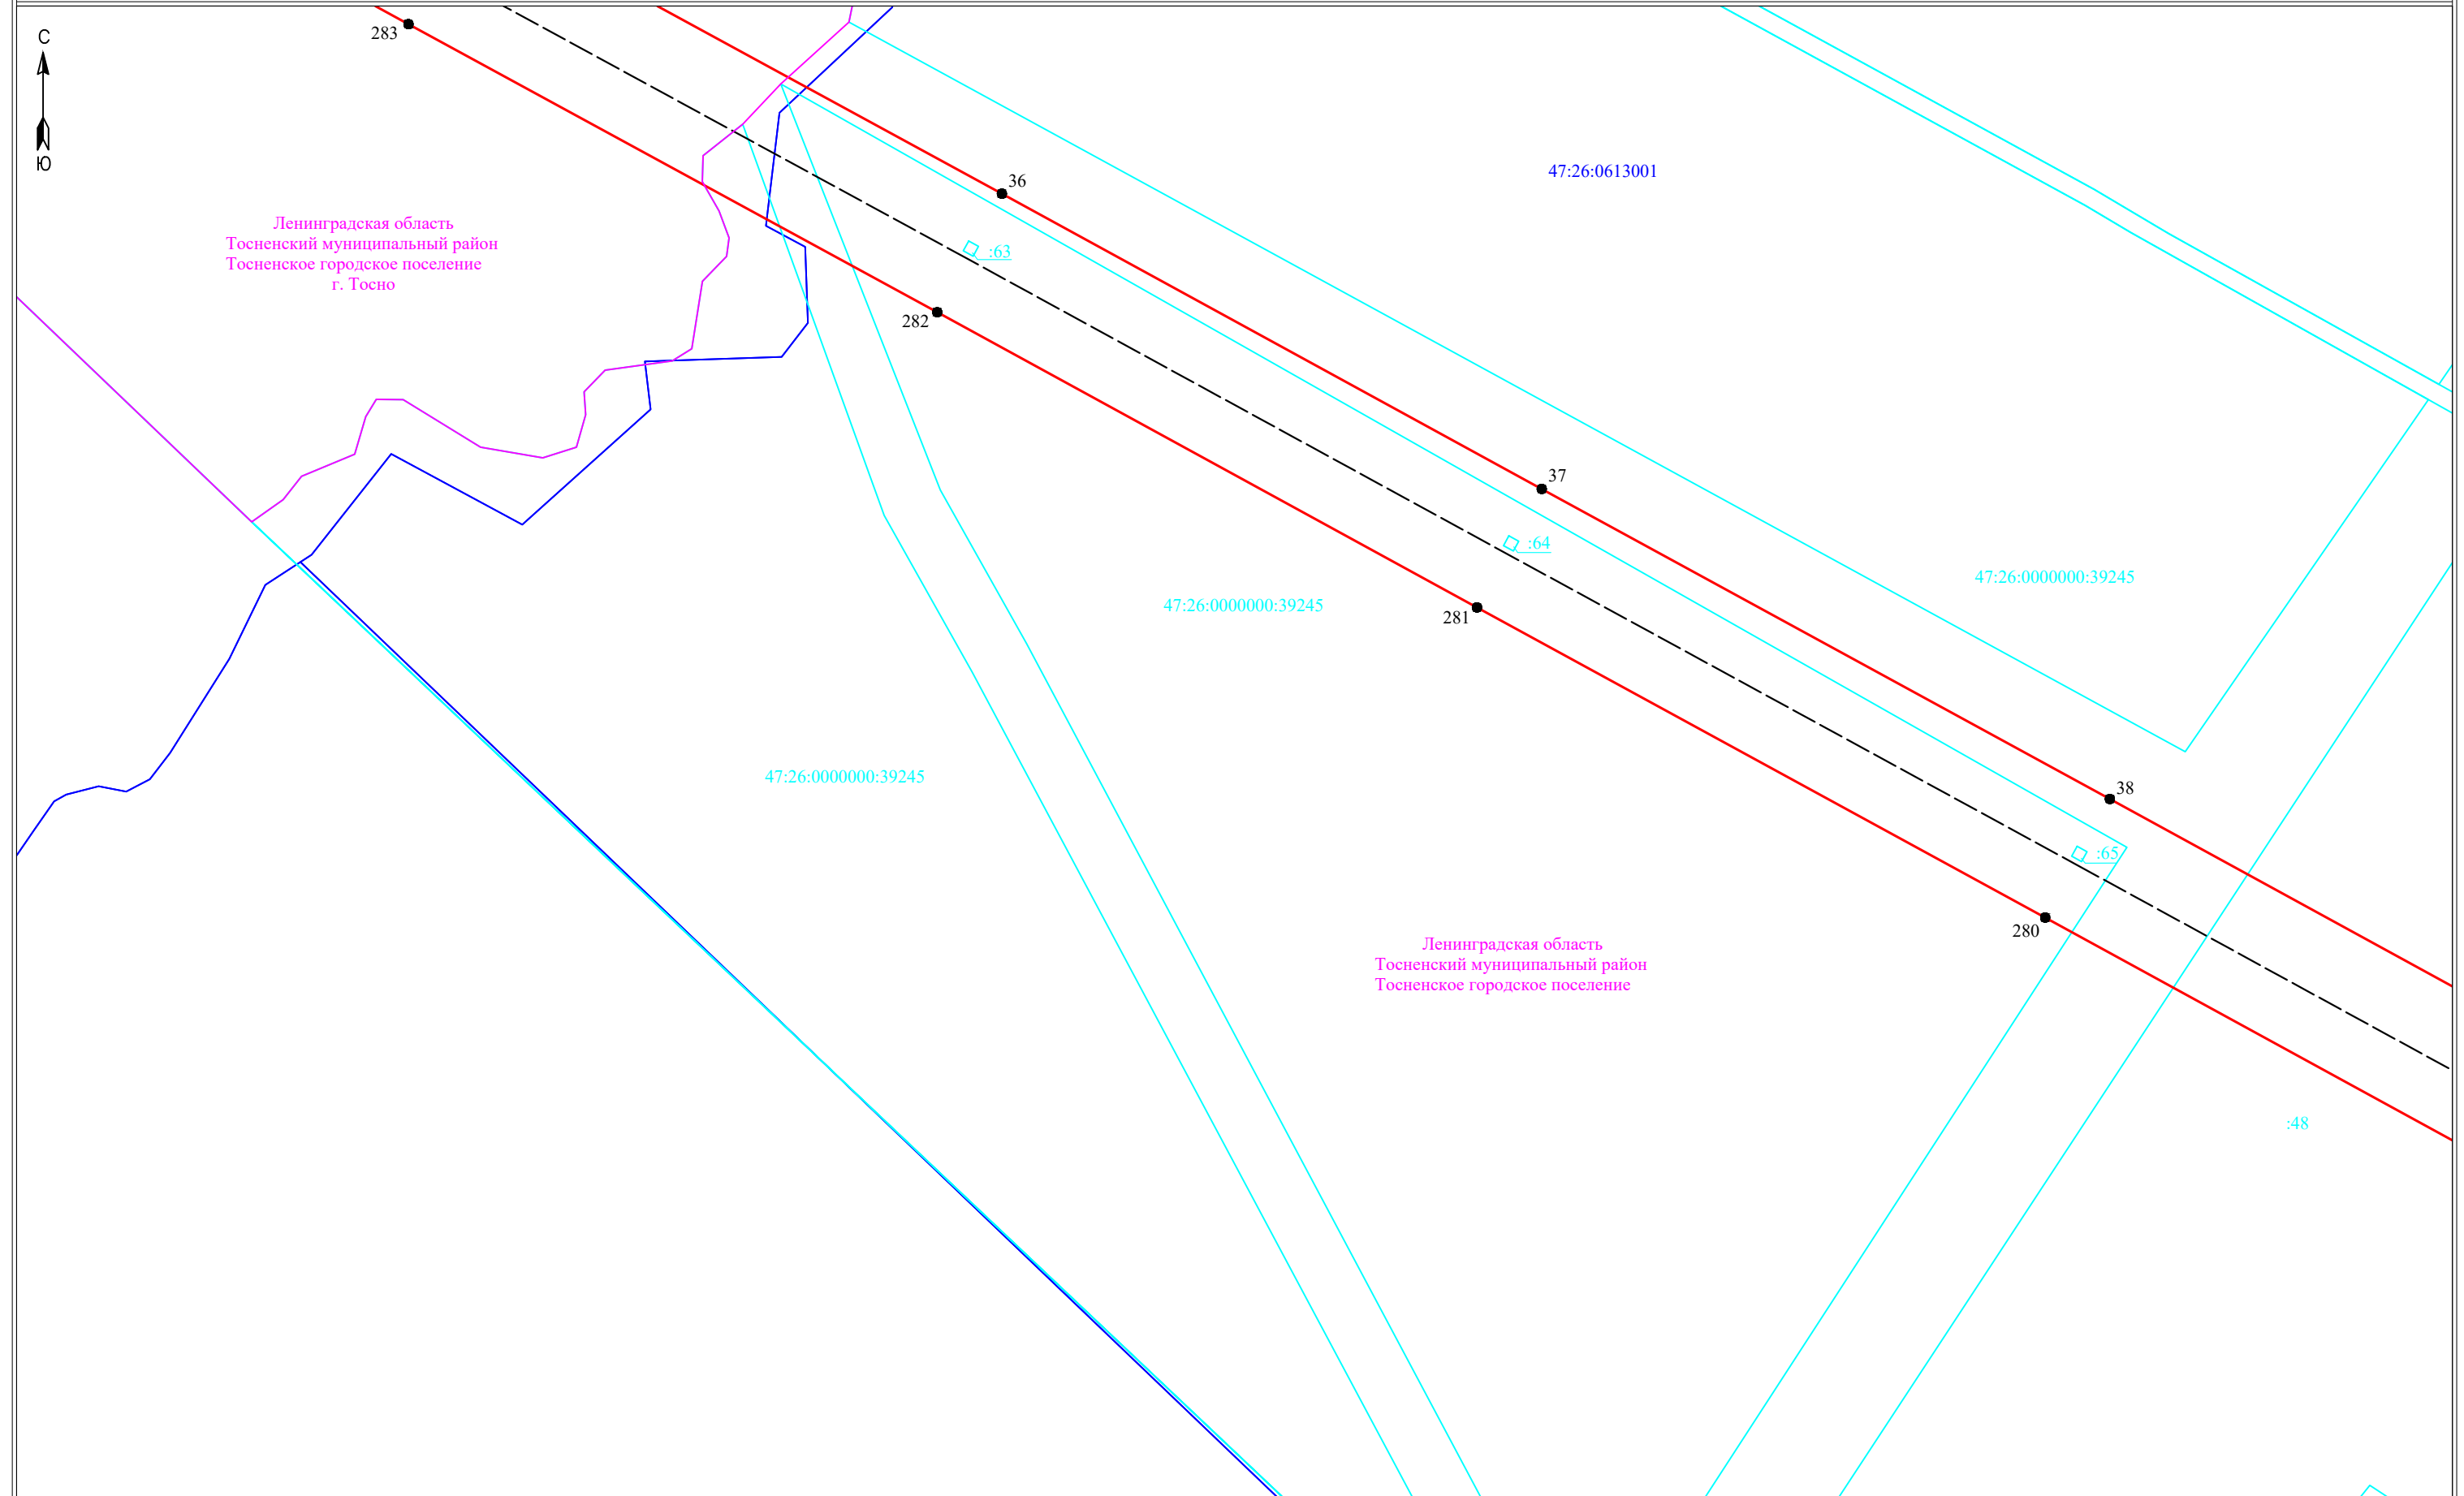 283
С
Ю
36
47:26:0613001
Ленинградская область
Тосненский муниципальный район
Тосненское городское поселение
г. Тосно
:63
282
37
:64
47:26:0000000:39245
47:26:0000000:39245
281
47:26:0000000:39245
38
:65
280
Ленинградская область
Тосненский муниципальный район
Тосненское городское поселение
:48